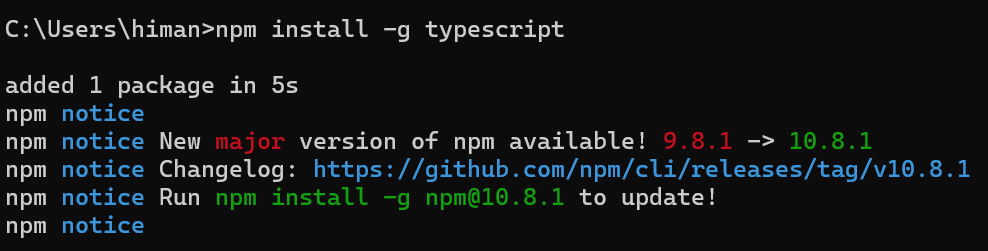 C:\Users\himan>npm install -g typescript
added 1 package in 5s
npm notice
npm notice New major version of npm available! 9.8.1 -> 10.8.1
npm notice Changelog: https://github.com/npm/cli/releases/tag/v10.8.1
npm notice Run npm install -g npm@10.8.1 to update!
npm notice